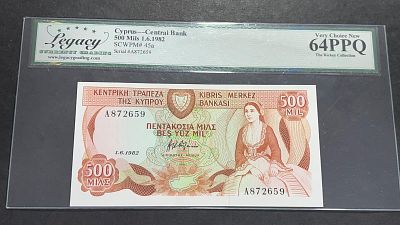 Legacy
CURRENCY GRADING
www.legacycurrencygrading.com
Cyprus—Central Bank
500 Mils 1.6.1982
SCWPM# 45a
Serial #A872659
Very Choice New
64PPQ
The Rockey Collection
ΚΕΝΤΡΙΚΗ ΤΡΑΠΕΖΑ ΤΗΣ ΚΥΠΡΟΥ
KIBRIS MERKEZ BANKASI
500 MİL
A872659
ΠΕΝΤΑΚΟΣΙΑ ΜΙΛΣ
BEŞ YÜZ MİL
1.6.1982
A872659
500 ΜΙΛΣ